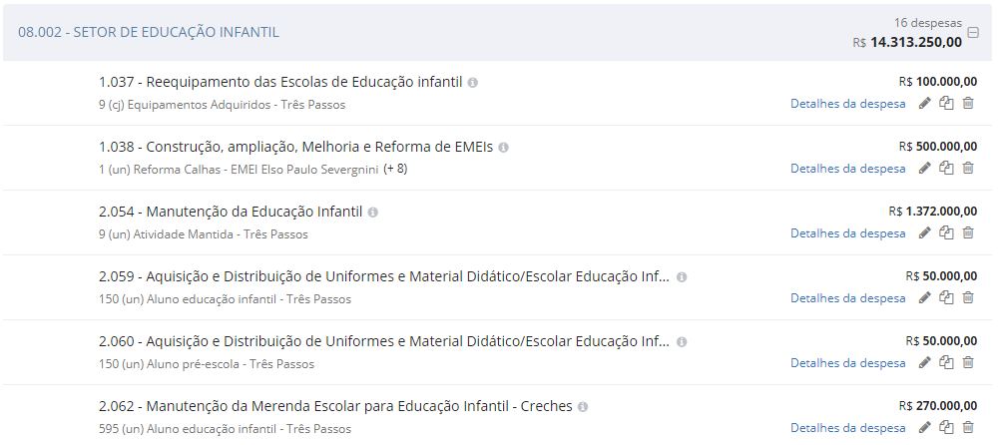 08.002 - SETOR DE EDUCAÇÃO INFANTIL
16 despesas
R$ 14.313.250,00
1.037 - Reequipamento das Escolas de Educação infantil
R$ 100.000,00
9 (cj) Equipamentos Adquiridos - Três Passos
Detalhes da despesa
1.038 - Construção, ampliação, Melhoria e Reforma de EMEIs
R$ 500.000,00
1 (un) Reforma Calhas - EMEI Elso Paulo Severgnini (+ 8)
Detalhes da despesa
2.054 - Manutenção da Educação Infantil
R$ 1.372.000,00
9 (un) Atividade Mantida - Três Passos
Detalhes da despesa
2.059 - Aquisição e Distribuição de Uniformes e Material Didático/Escolar Educação Inf...
R$ 50.000,00
150 (un) Aluno educação infantil - Três Passos
Detalhes da despesa
2.060 - Aquisição e Distribuição de Uniformes e Material Didático/Escolar Educação Inf...
R$ 50.000,00
150 (un) Aluno pré-escola - Três Passos
Detalhes da despesa
2.062 - Manutenção da Merenda Escolar para Educação Infantil - Creches
R$ 270.000,00
595 (un) Aluno educação infantil - Três Passos
Detalhes da despesa